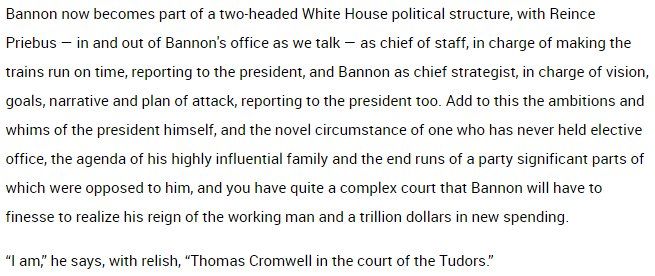 Bannon now becomes part of a two-headed White House political structure, with Reince
Priebus — in and out of Bannon's office as we talk — as chief of staff, in charge of making the
trains run on time, reporting to the president, and Bannon as chief strategist, in charge of vision,
goals, narrative and plan of attack, reporting to the president too. Add to this the ambitions and
whims of the president himself, and the novel circumstance of one who has never held elective
office, the agenda of his highly influential family and the end runs of a party significant parts of
which were opposed to him, and you have quite a complex court that Bannon will have to
finesse to realize his reign of the working man and a trillion dollars in new spending.
“I am,” he says, with relish, “Thomas Cromwell in the court of the Tudors.”